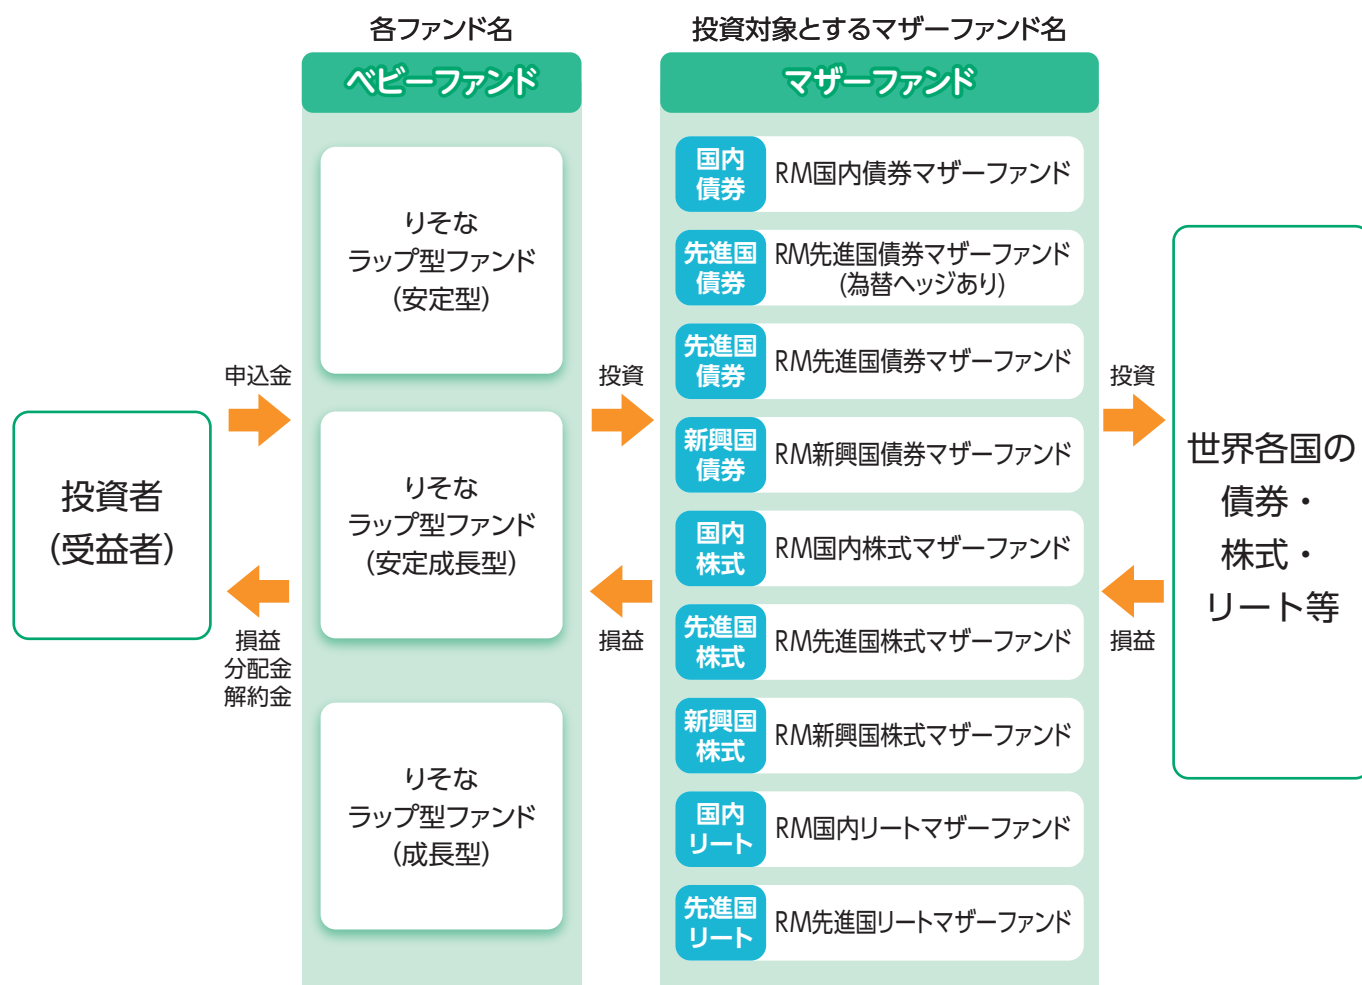 各ファンド名
投資対象とするマザーファンド名
ベビーファンド
マザーファンド
投資者
(受益者)
申込金
損益
分配金
解約金
りそな
ラップ型ファンド
(安定型)
りそな
ラップ型ファンド
(安定成長型)
りそな
ラップ型ファンド
(成長型)
投資
損益
国内
債券
RM国内債券マザーファンド
先進国
債券
RM先進国債券マザーファンド
(為替ヘッジあり)
先進国
債券
RM先進国債券マザーファンド
新興国
債券
RM新興国債券マザーファンド
国内
株式
RM国内株式マザーファンド
先進国
株式
RM先進国株式マザーファンド
新興国
株式
RM新興国株式マザーファンド
国内
リート
RM国内リートマザーファンド
先進国
リート
RM先進国リートマザーファンド
投資
損益
世界各国の
債券・
株式・
リート等